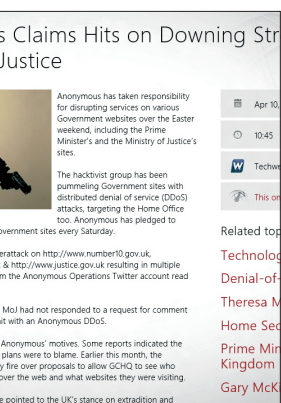 s Claims Hits on Downing Str
Justice
Anonymous has taken responsibility
for disrupting services on various
Government websites over the Easter
weekend, including the Prime
Minister's and the Ministry of Justice's
sites.
The hacktivist group has been
pummeling Government sites with
distributed denial of service (DDoS)
attacks, targeting the Home Office
too. Anonymous has pledged to
overnment sites every Saturday.
erattack on http://www.number10.gov.uk,
& http://www.justice.gov.uk resulting in multiple
m the Anonymous Operations Twitter account read
MoJ had not responded to a request for comment
it with an Anonymous DDoS.
Anonymous' motives. Some reports indicated the
plans were to blame. Earlier this month, the
y fire over proposals to allow GCHQ to see who
over the web and what websites they were visiting.
e pointed to the UK's stance on extradition and
Apr 10,
10:45
W Techwe
This on
Related top
Technolog
Denial-of-
Theresa M
Home Sec
Prime Min
Kingdom
Gary McK